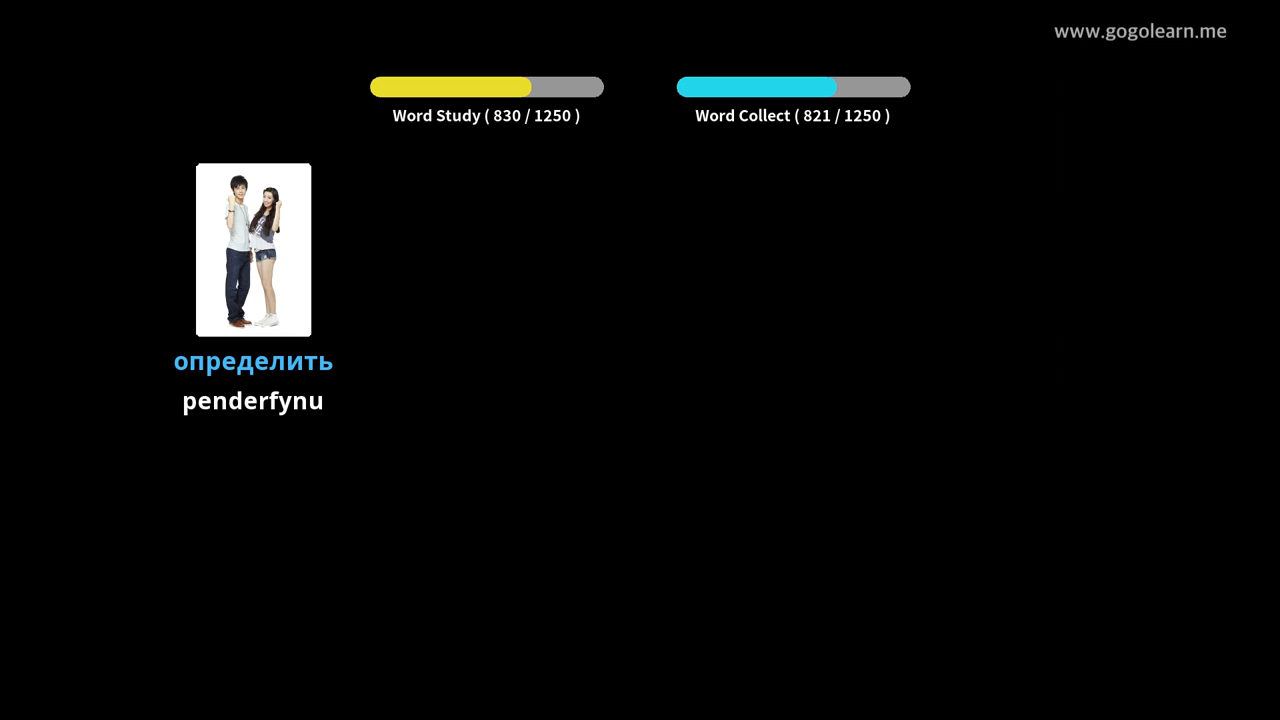 www.gogolearn.me
Word Study ( 830 / 1250 )
Word Collect ( 821 / 1250 )
определить
penderfynu